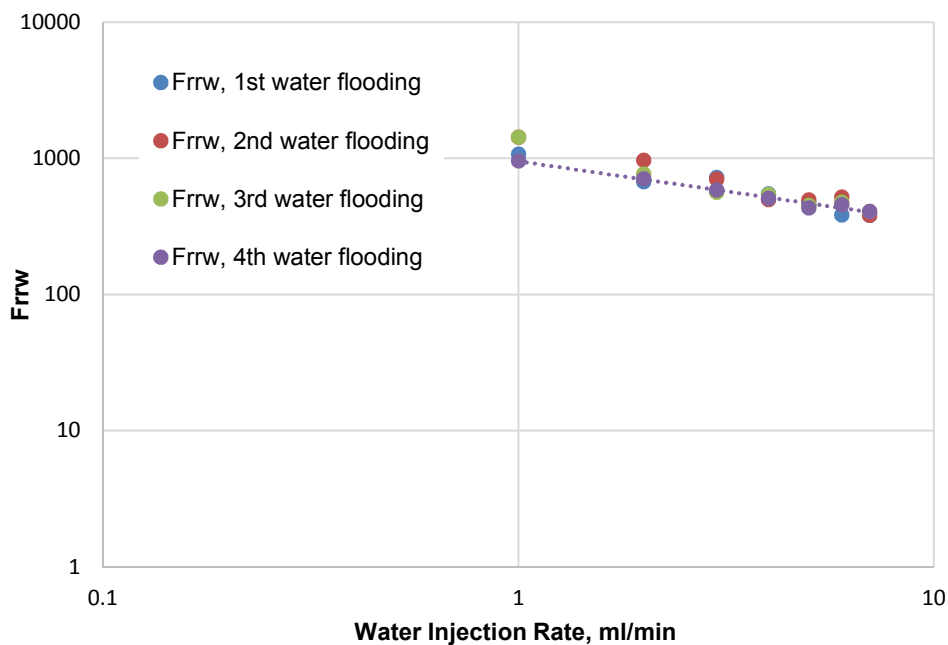 10000
1000
100
10
1
Frrw
Frrw, 1st water flooding
Frrw, 2nd water flooding
Frrw, 3rd water flooding
Frrw, 4th water flooding
0.1
1
10
Water Injection Rate, ml/min